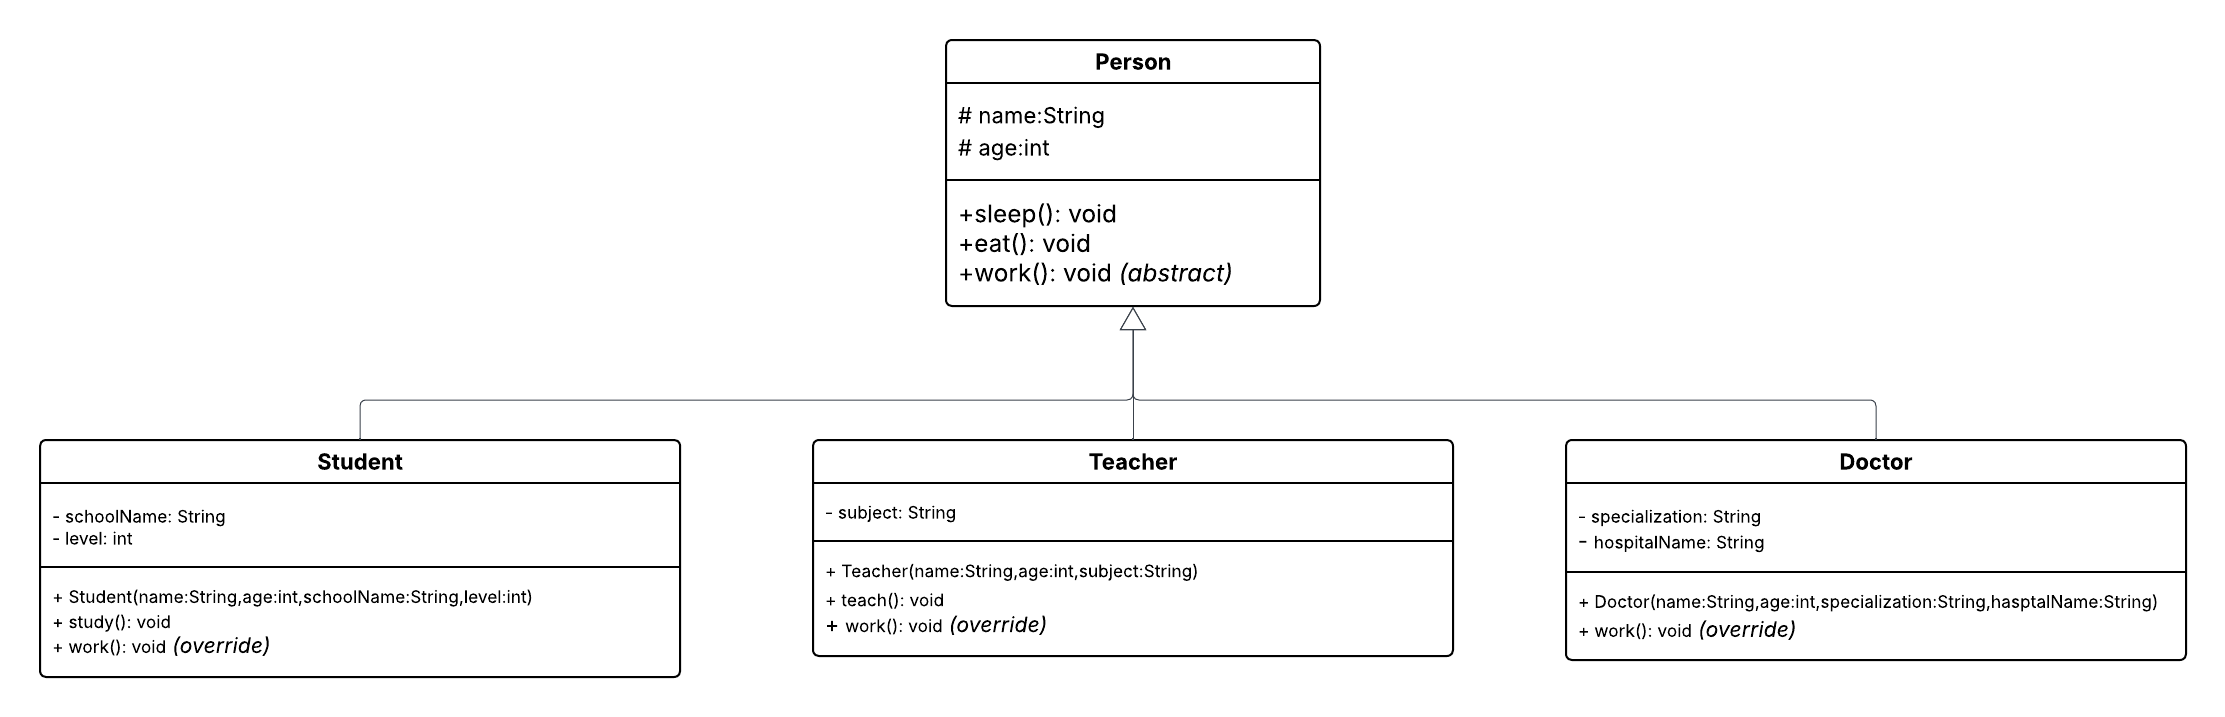 Person
# name:String
# age:int
+sleep(): void
+eat(): void
+work(): void (abstract)
Student
- schoolName: String
- level: int
+ Student(name:String,age:int,schoolName:String,level:int)
+ study(): void
+ work(): void (override)
Teacher
- subject: String
+ Teacher(name:String,age:int,subject:String)
+ teach(): void
+ work(): void (override)
Doctor
- specialization: String
- hospitalName: String
+ Doctor(name:String,age:int,specialization:String,hasptalName:String)
+ work(): void (override)